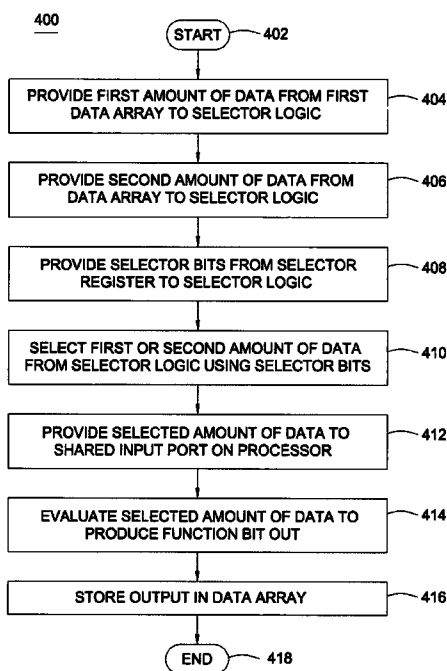 400
START
402
PROVIDE FIRST AMOUNT OF DATA FROM FIRST
DATA ARRAY TO SELECTOR LOGIC
404
PROVIDE SECOND AMOUNT OF DATA FROM
DATA ARRAY TO SELECTOR LOGIC
406
PROVIDE SELECTOR BITS FROM SELECTOR
REGISTER TO SELECTOR LOGIC
408
SELECT FIRST OR SECOND AMOUNT OF DATA
FROM SELECTOR LOGIC USING SELECTOR BITS
410
PROVIDE SELECTED AMOUNT OF DATA TO
SHARED INPUT PORT ON PROCESSOR
412
EVALUATE SELECTED AMOUNT OF DATA TO
PRODUCE FUNCTION BIT OUT
414
STORE OUTPUT IN DATA ARRAY
416
END
418